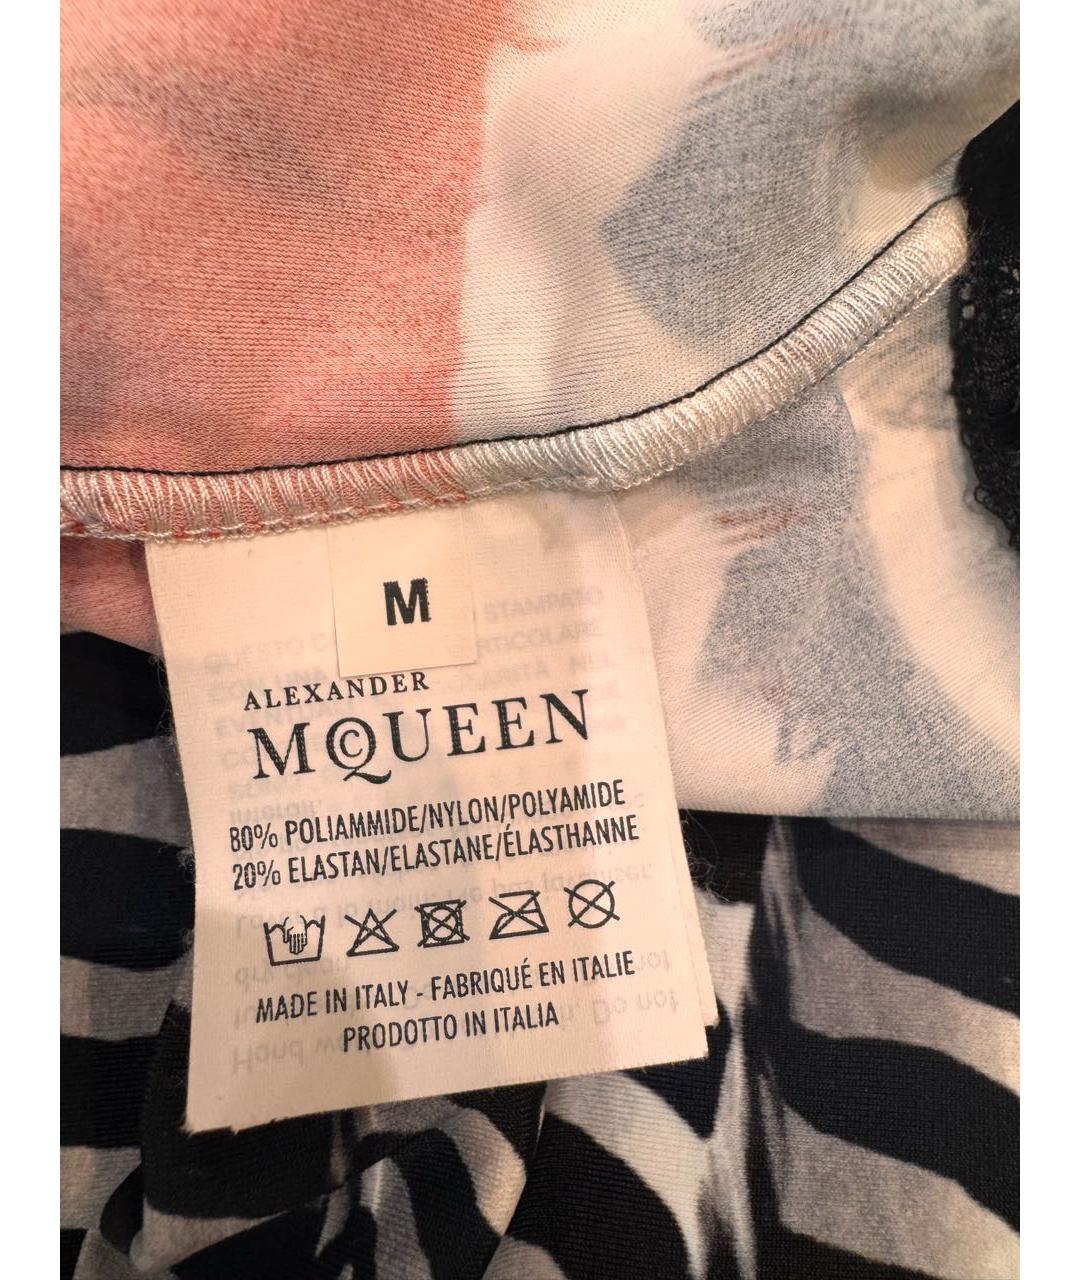 M
ALEXANDER
MCQUEEN
80% POLIAMMIDE/NYLON/POLYAMIDE
20% ELASTAN/ELASTANE/ÉLASTHANNE
MADE IN ITALY - FABRIQUÉ EN ITALIE
PRODOTTO IN ITALIA